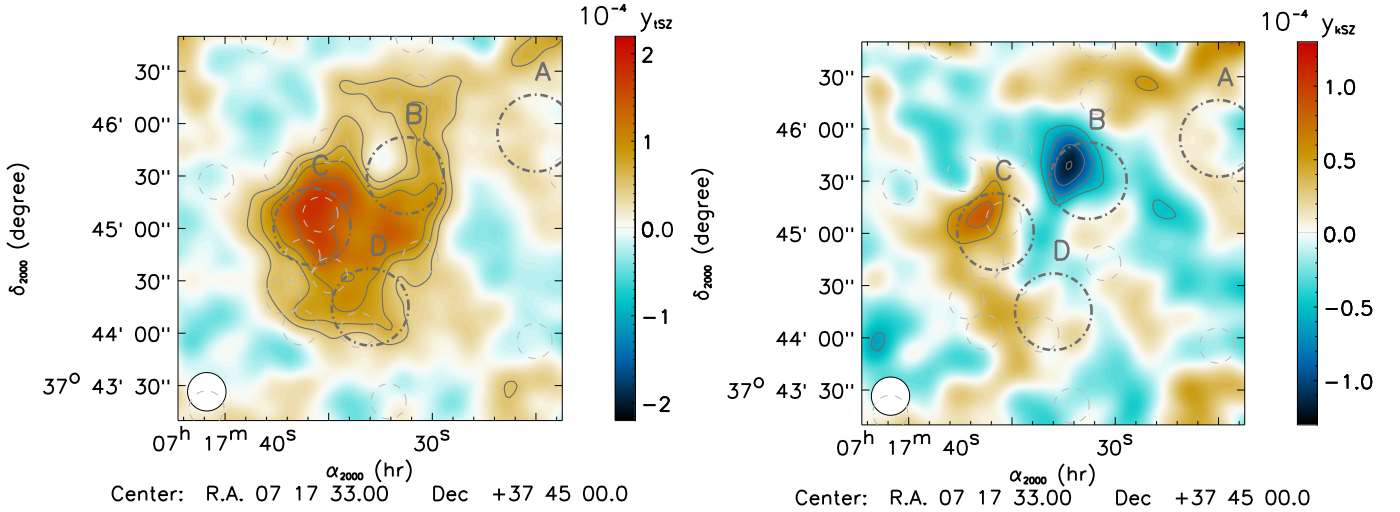 10⁻⁴ y_tSZ
A
B
C
D
2
1
0.0
−1
−2
30''
46' 00''
30''
45' 00''
30''
44' 00''
37° 43' 30''
δ₂₀₀₀ (degree)
07ʰ 17ᵐ 40ˢ 30ˢ
α₂₀₀₀ (hr)
Center: R.A. 07 17 33.00 Dec +37 45 00.0
10⁻⁴ y_kSZ
A
B
C
D
1.0
0.5
0.0
−0.5
−1.0
30''
46' 00''
30''
45' 00''
30''
44' 00''
37° 43' 30''
δ₂₀₀₀ (degree)
07ʰ 17ᵐ 40ˢ 30ˢ
α₂₀₀₀ (hr)
Center: R.A. 07 17 33.00 Dec +37 45 00.0